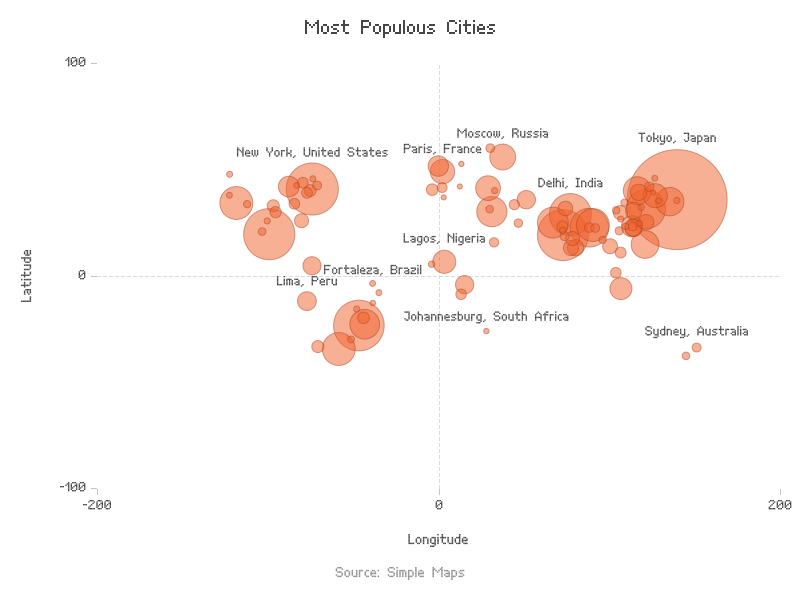 Most Populous Cities
100
Moscow, Russia
Tokyo, Japan
New York, United States
Paris, France
Delhi, India
Lagos, Nigeria
Latitude
0
Fortaleza, Brazil
Lima, Peru
Johannesburg, South Africa
Sydney, Australia
-100
-200
0
200
Longitude
Source: Simple Maps